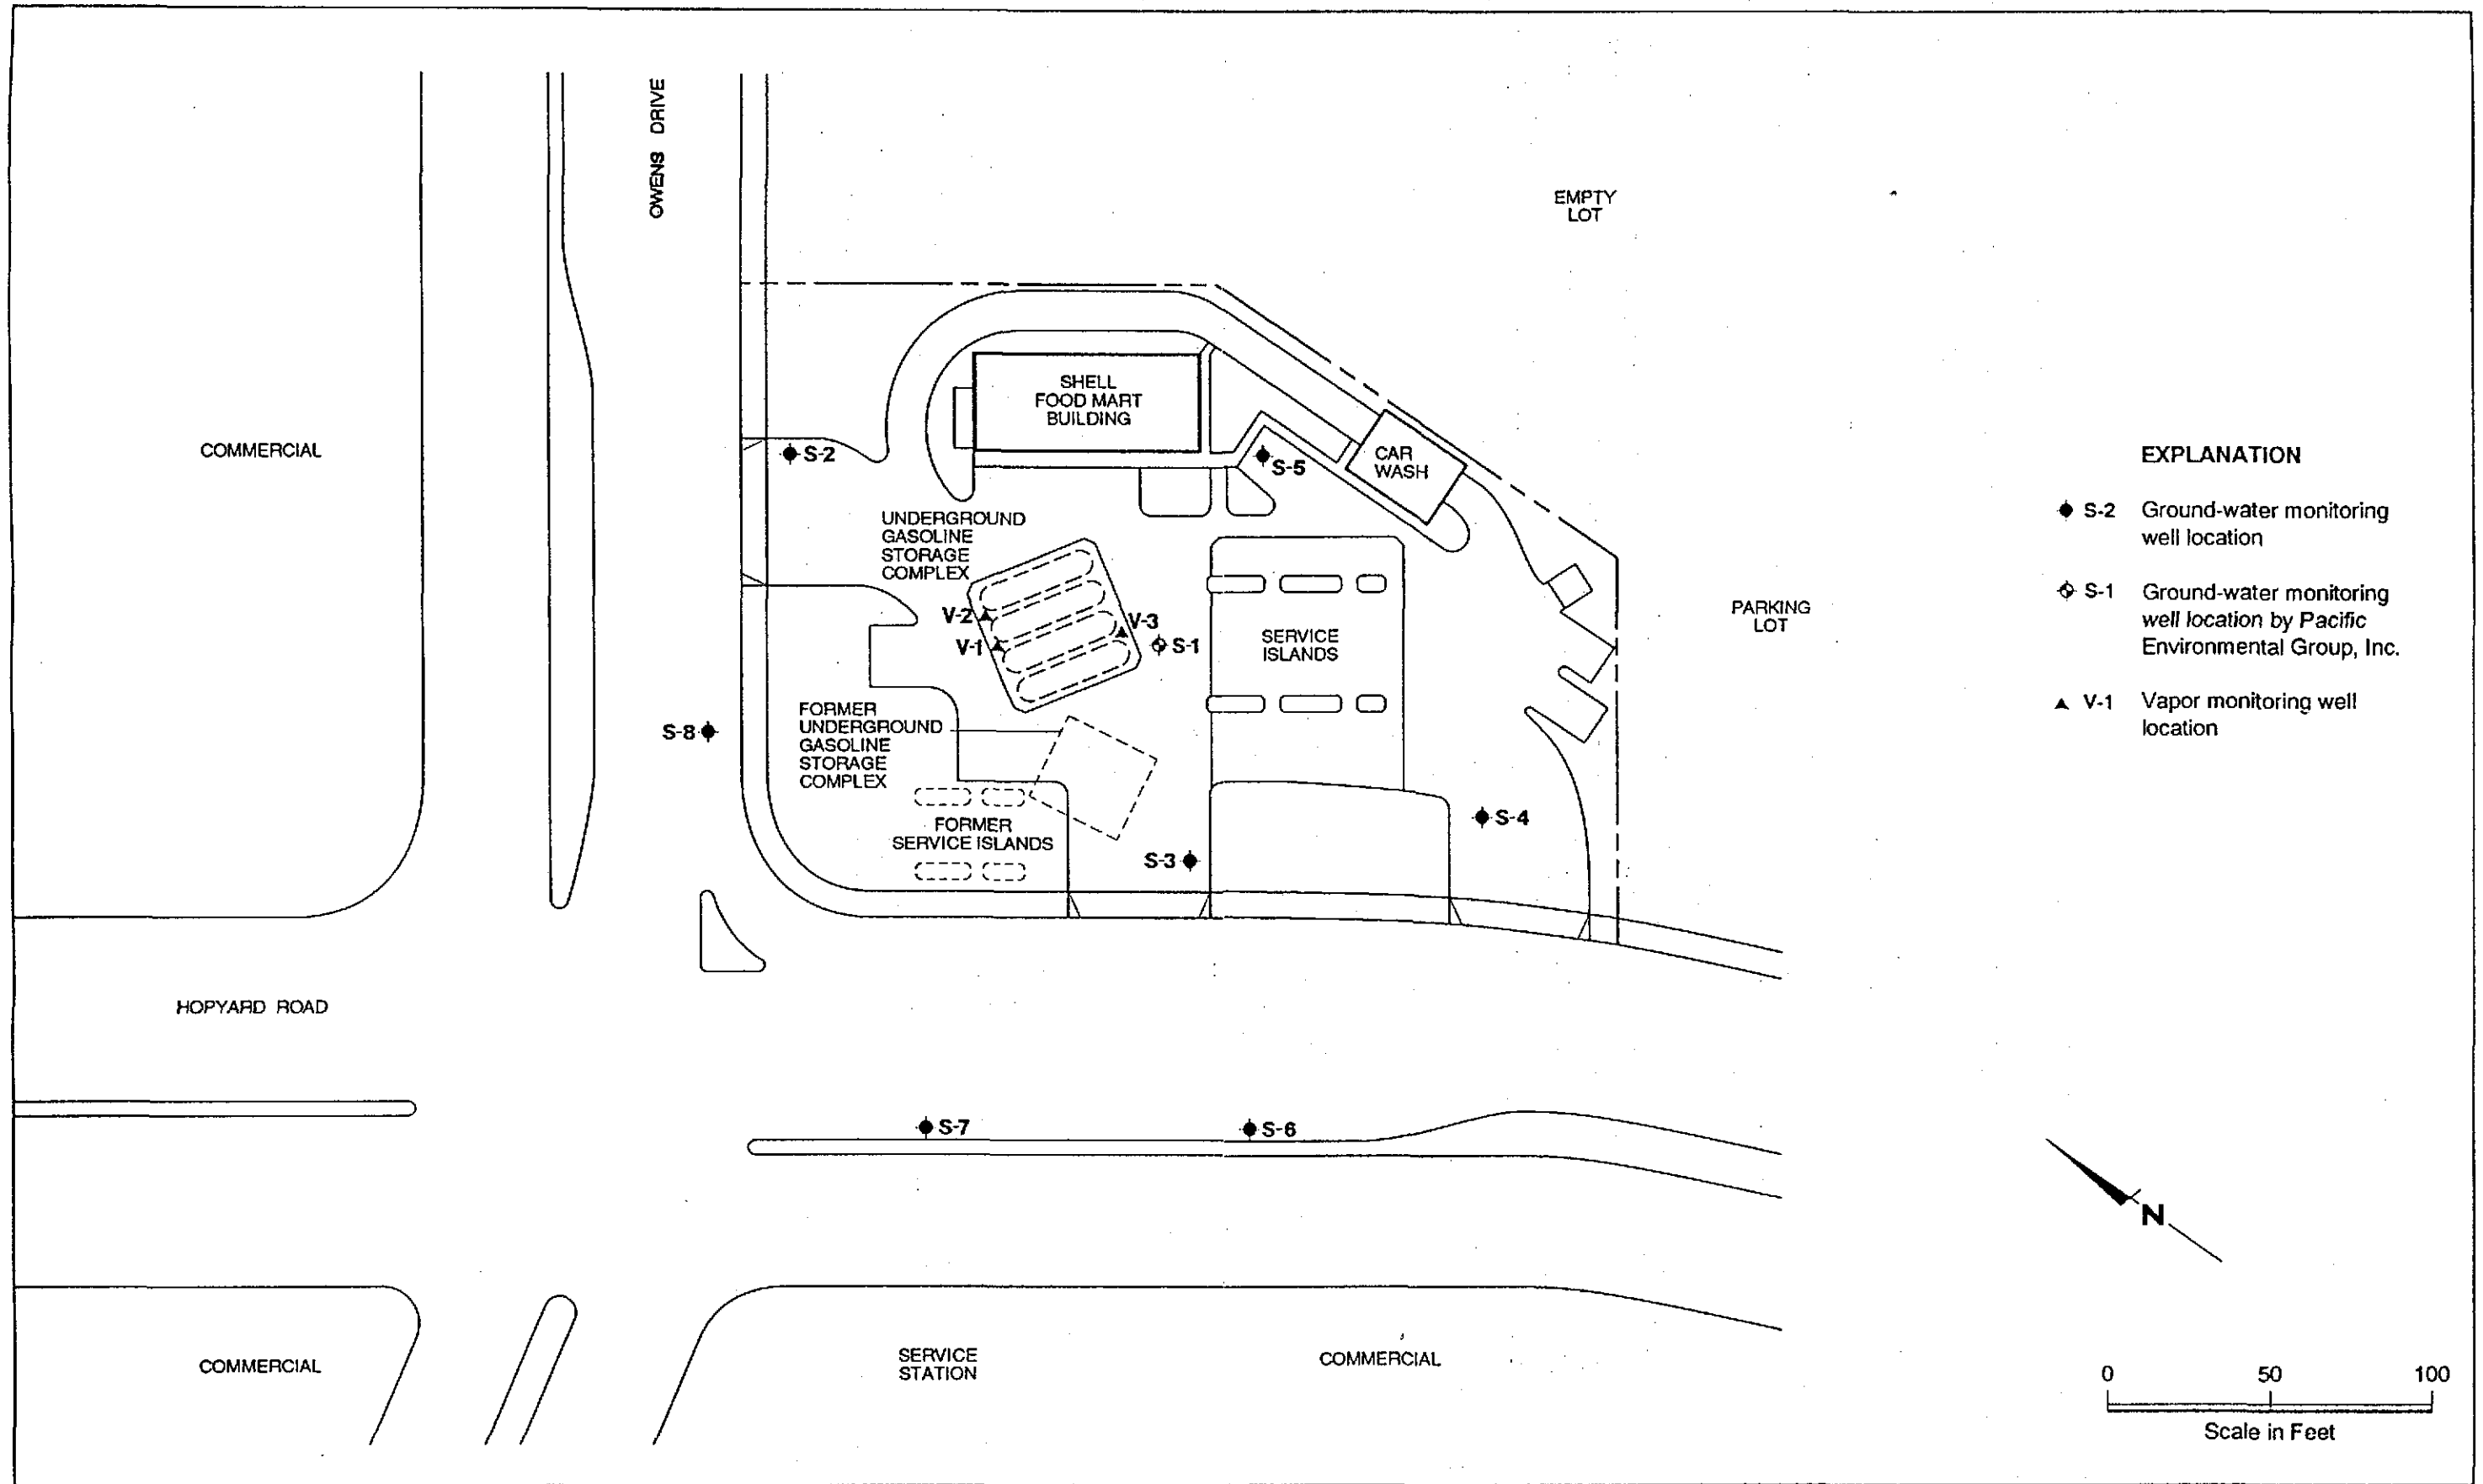 OWENS DRIVE
EMPTY
LOT
COMMERCIAL
SHELL
FOOD MART
BUILDING
S-2
S-5
CAR
WASH
UNDERGROUND
GASOLINE
STORAGE
COMPLEX
V-2
V-1
V-3
S-1
SERVICE
ISLANDS
PARKING
LOT
S-8
FORMER
UNDERGROUND
GASOLINE
STORAGE
COMPLEX
FORMER
SERVICE ISLANDS
S-3
S-4
HOPYARD ROAD
S-7
S-6
COMMERCIAL
SERVICE
STATION
COMMERCIAL
EXPLANATION
S-2 Ground-water monitoring
well location
S-1 Ground-water monitoring
well location by Pacific
Environmental Group, Inc.
V-1 Vapor monitoring well
location
N
0 50 100
Scale in Feet